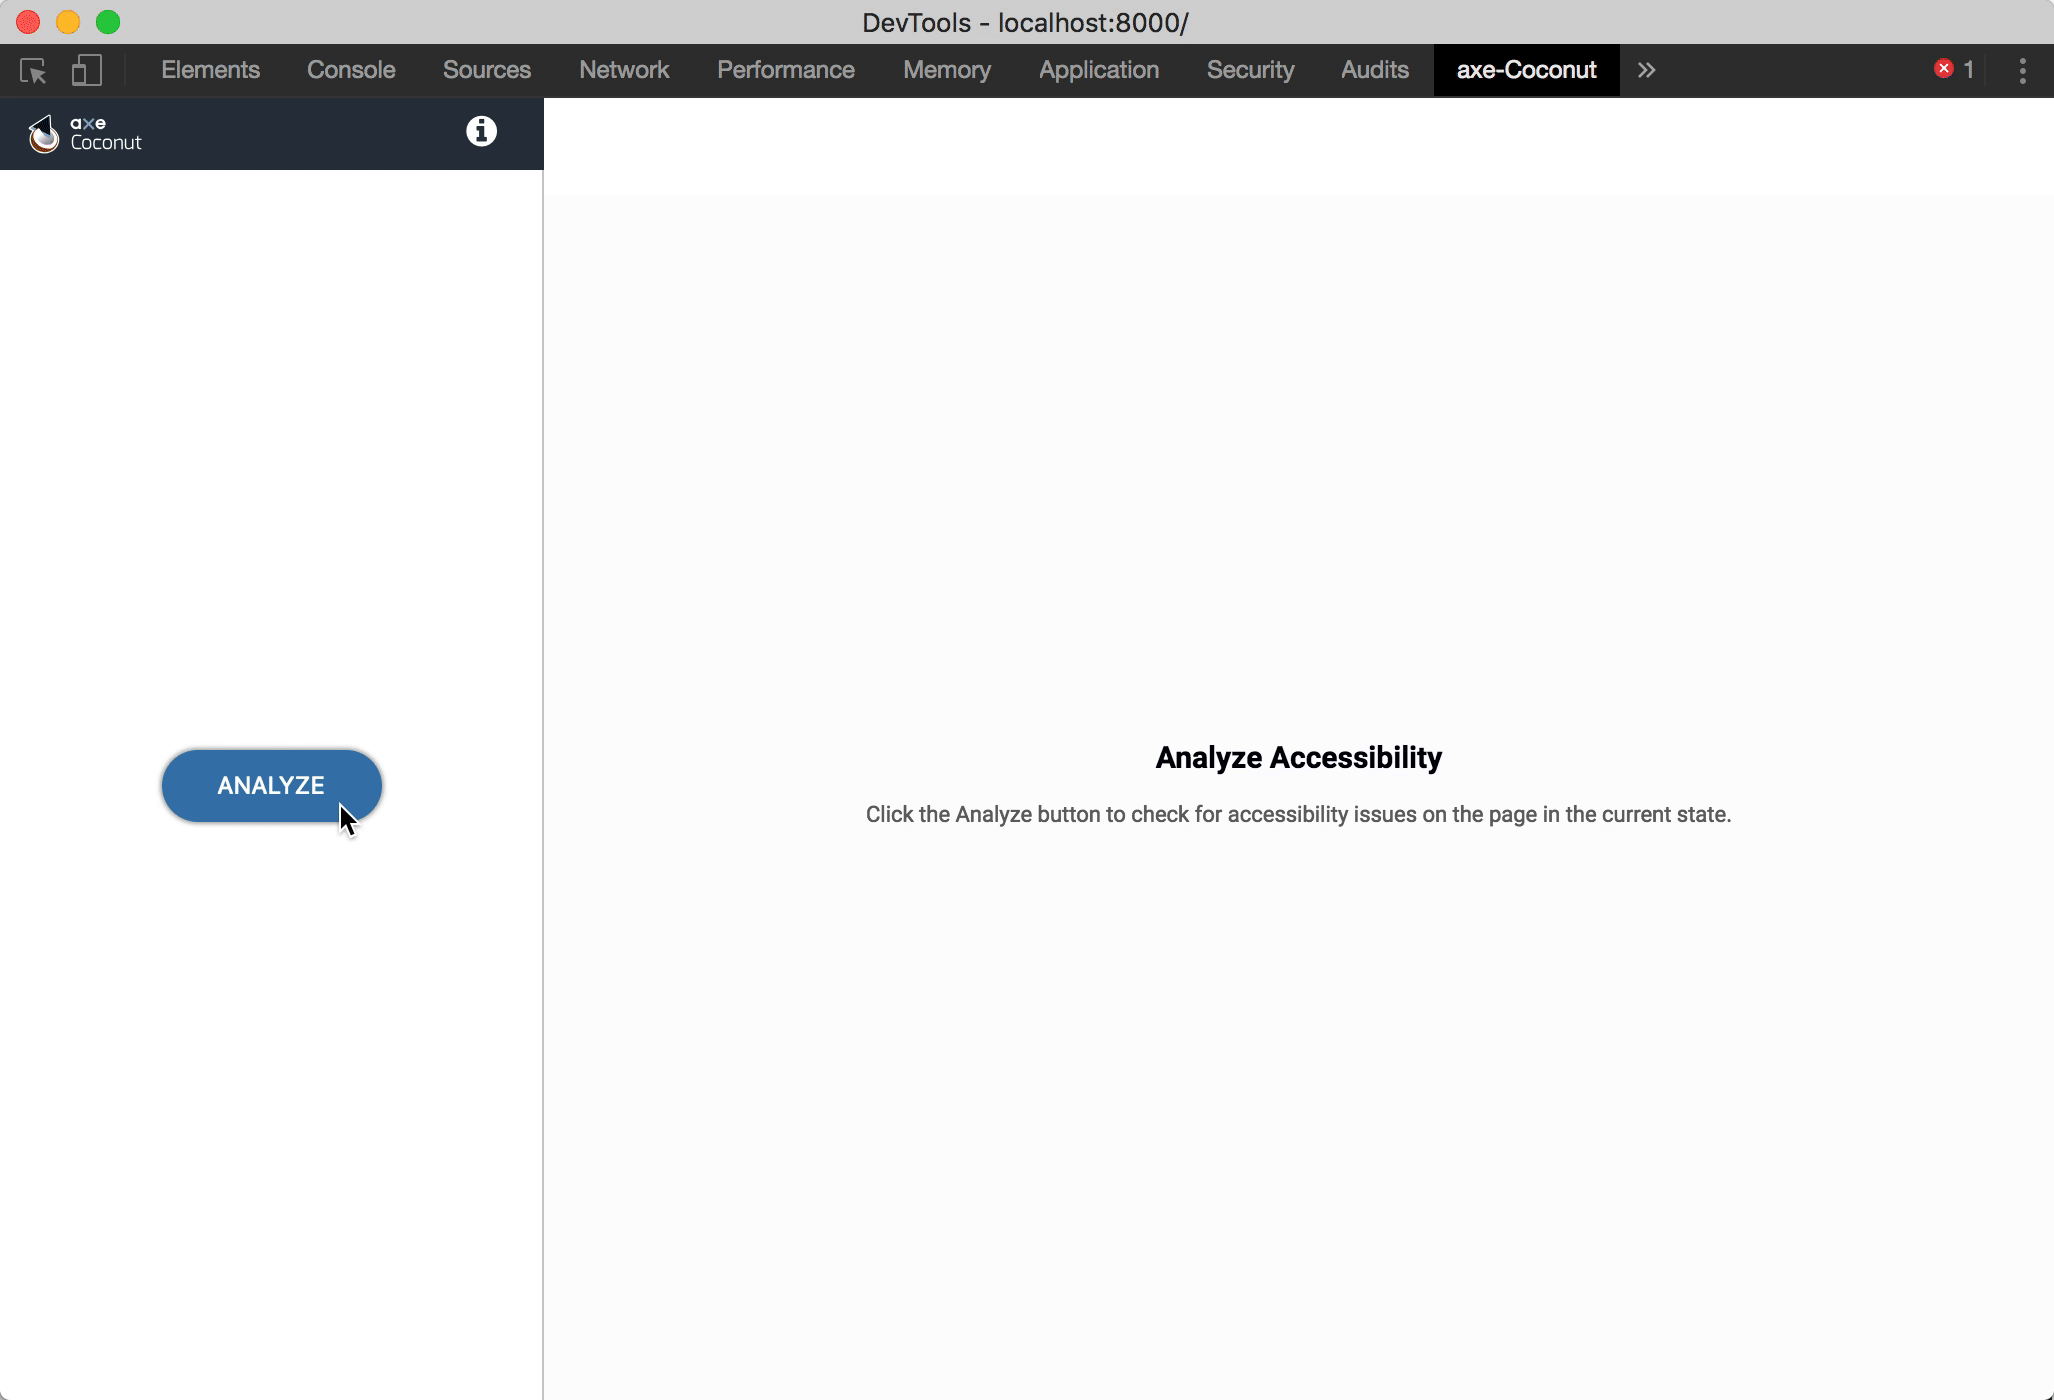 DevTools - localhost:8000/
Elements Console Sources Network Performance Memory Application Security Audits axe-Coconut » 1
axe
Coconut
ANALYZE
Analyze Accessibility
Click the Analyze button to check for accessibility issues on the page in the current state.